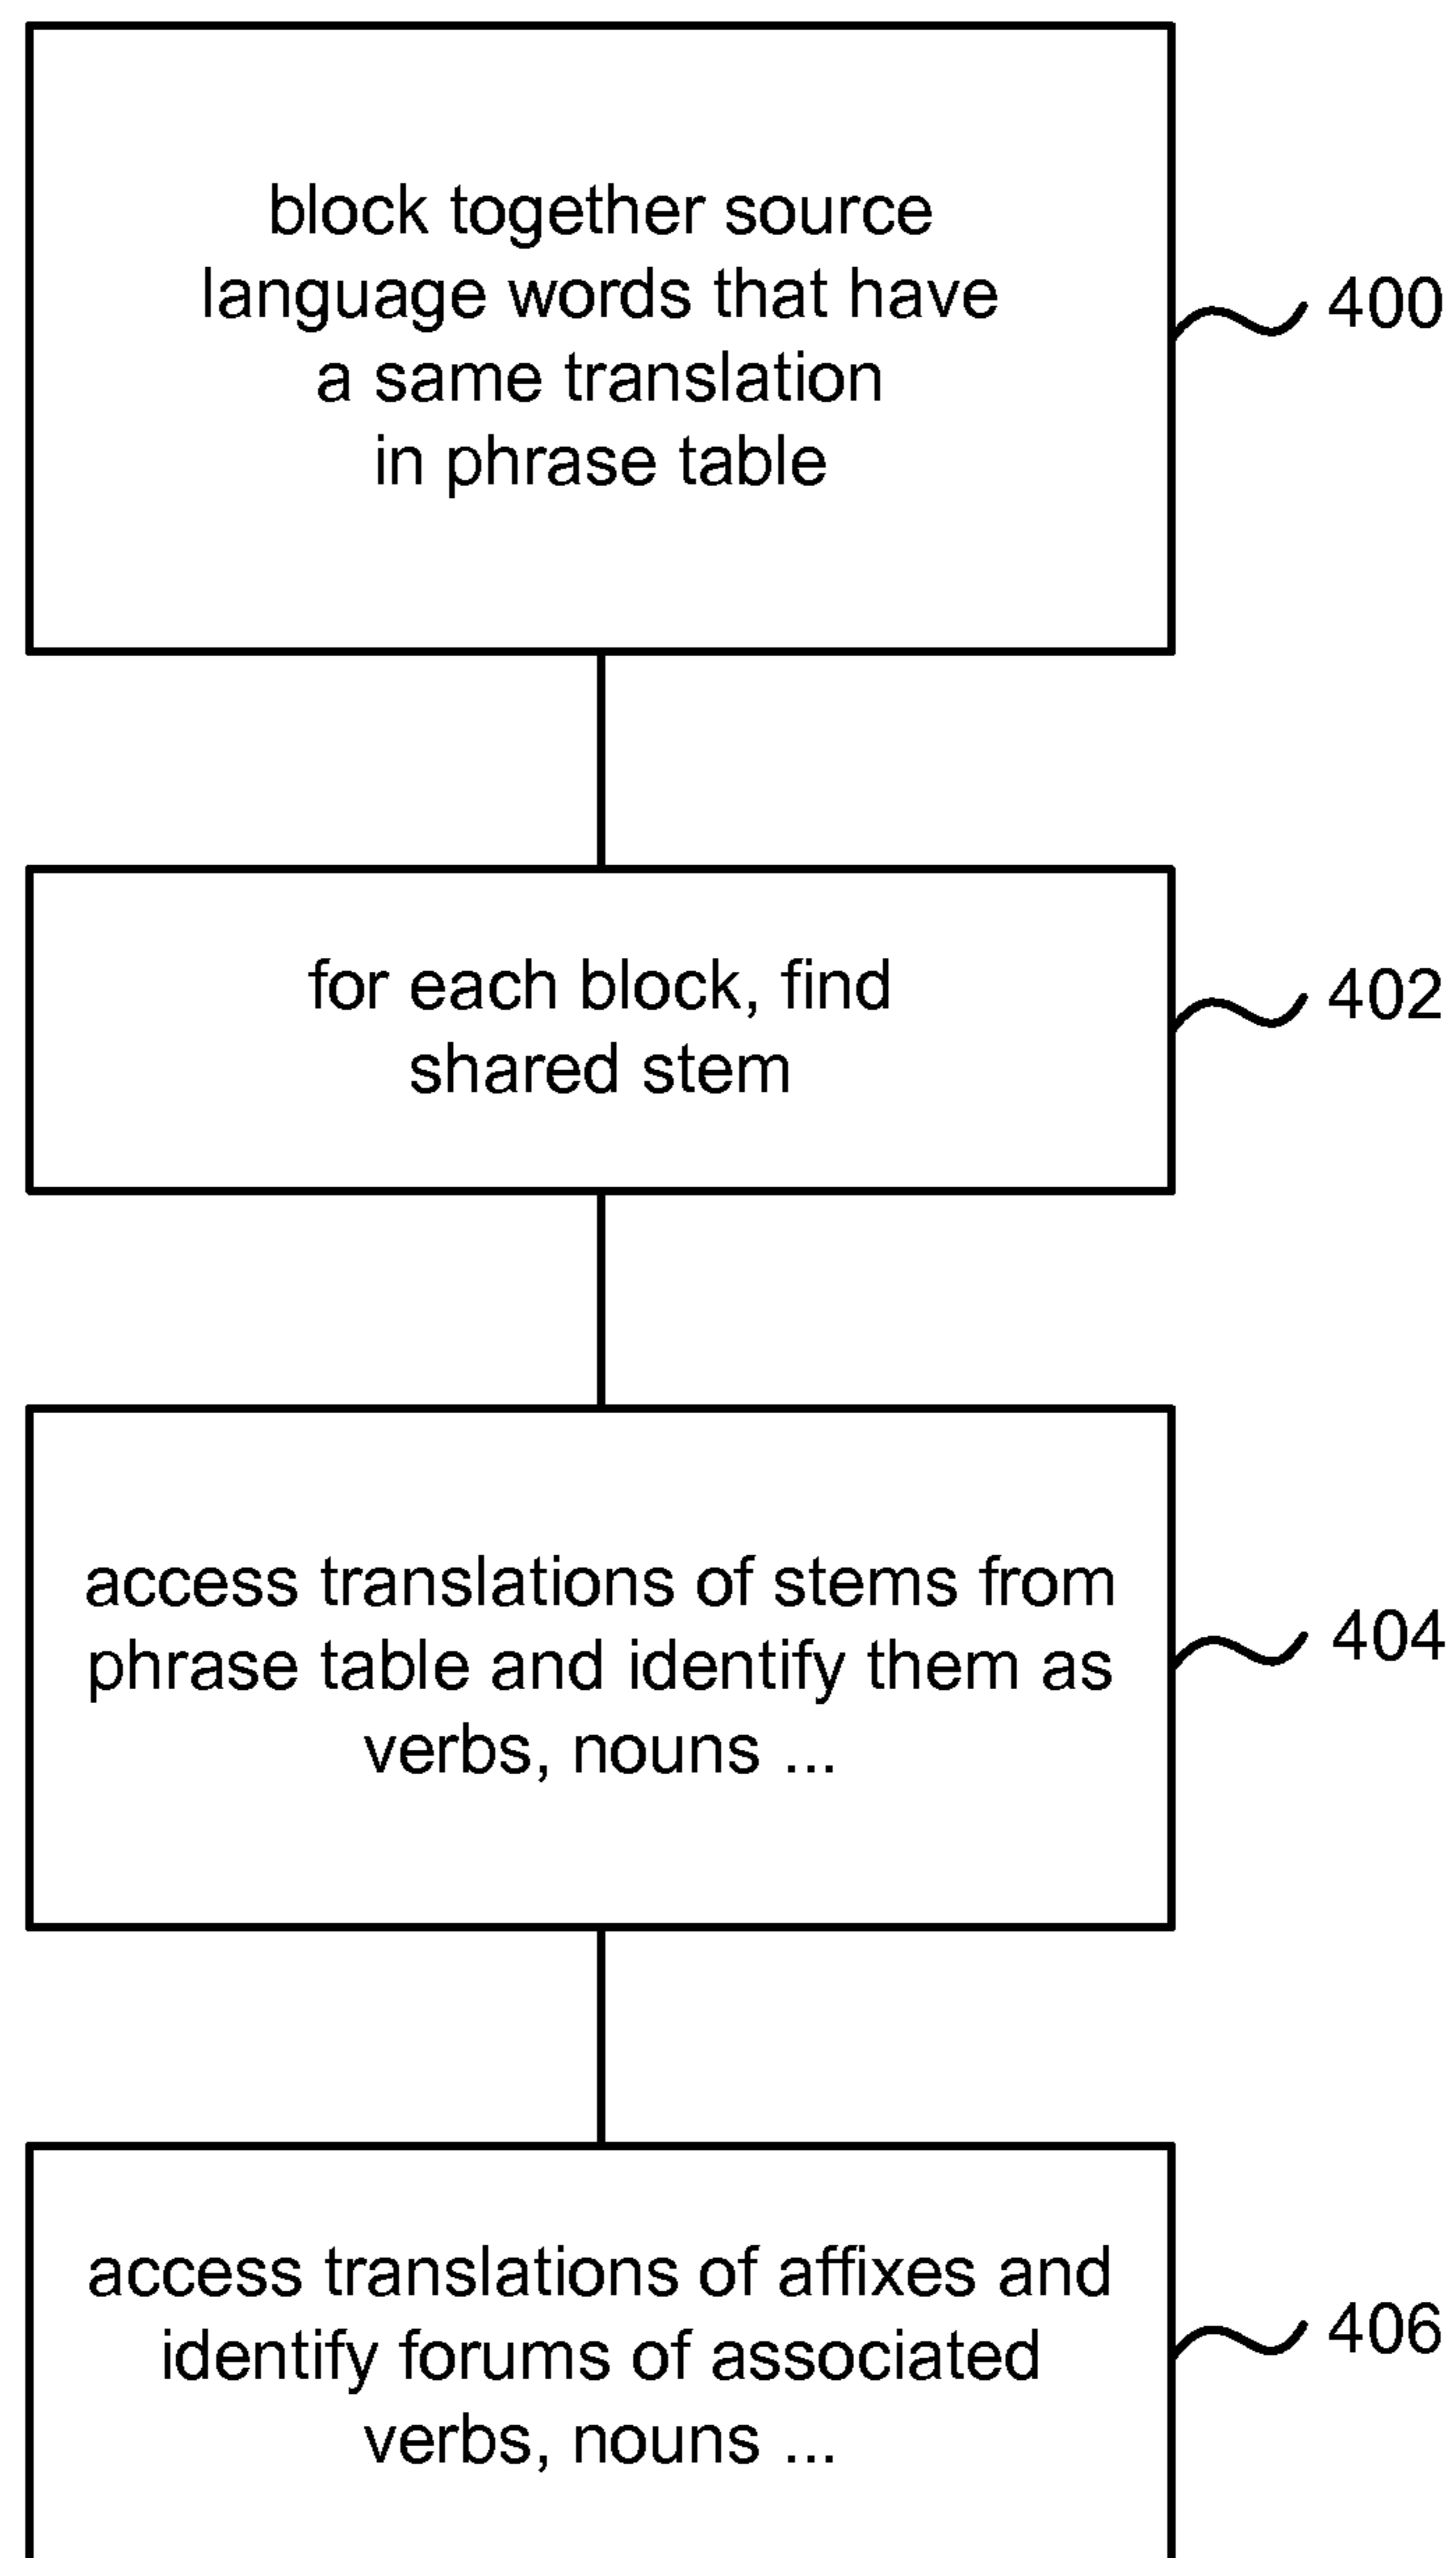 block together source
language words that have
a same translation
in phrase table
400
for each block, find
shared stem
402
access translations of stems from
phrase table and identify them as
verbs, nouns ...
404
access translations of affixes and
identify forums of associated
verbs, nouns ...
406